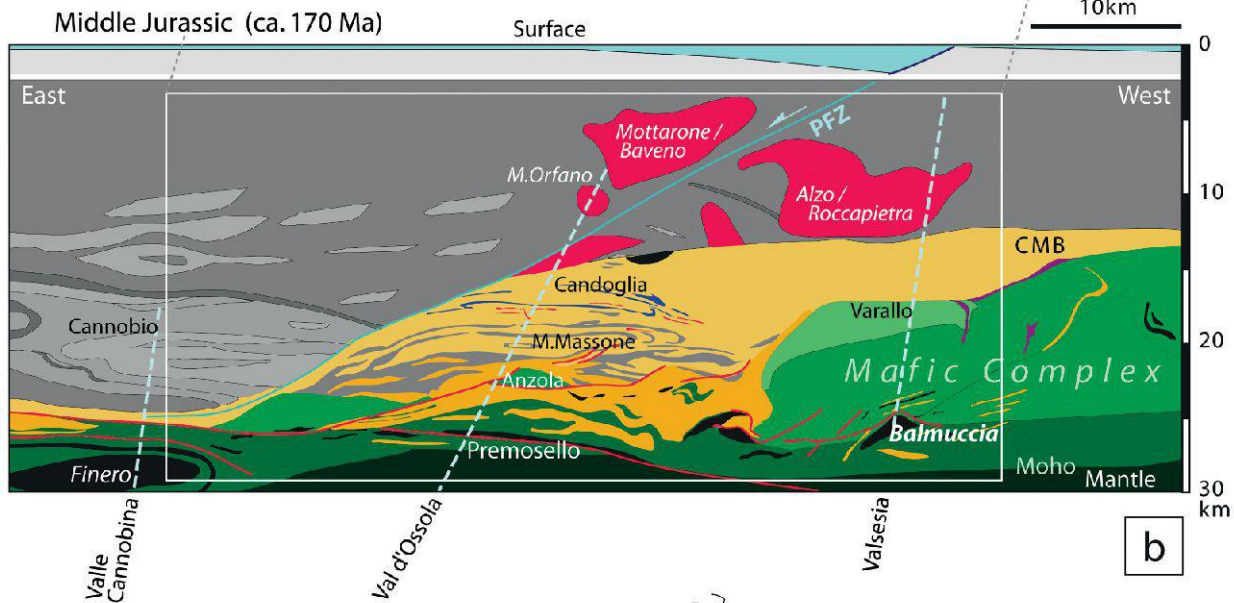 10km
Middle Jurassic (ca. 170 Ma)
Surface
0
East
West
PFZ
Mottarone /
Baveno
M.Orfano
Alzo /
Roccapietra
10
CMB
Candoglia
Cannobio
Varallo
M.Massone
20
Anzola
Mafic Complex
Balmuccia
Premosello
Finero
Moho
Mantle
30
km
Valle
Cannobina
Val d'Ossola
Valsesia
b